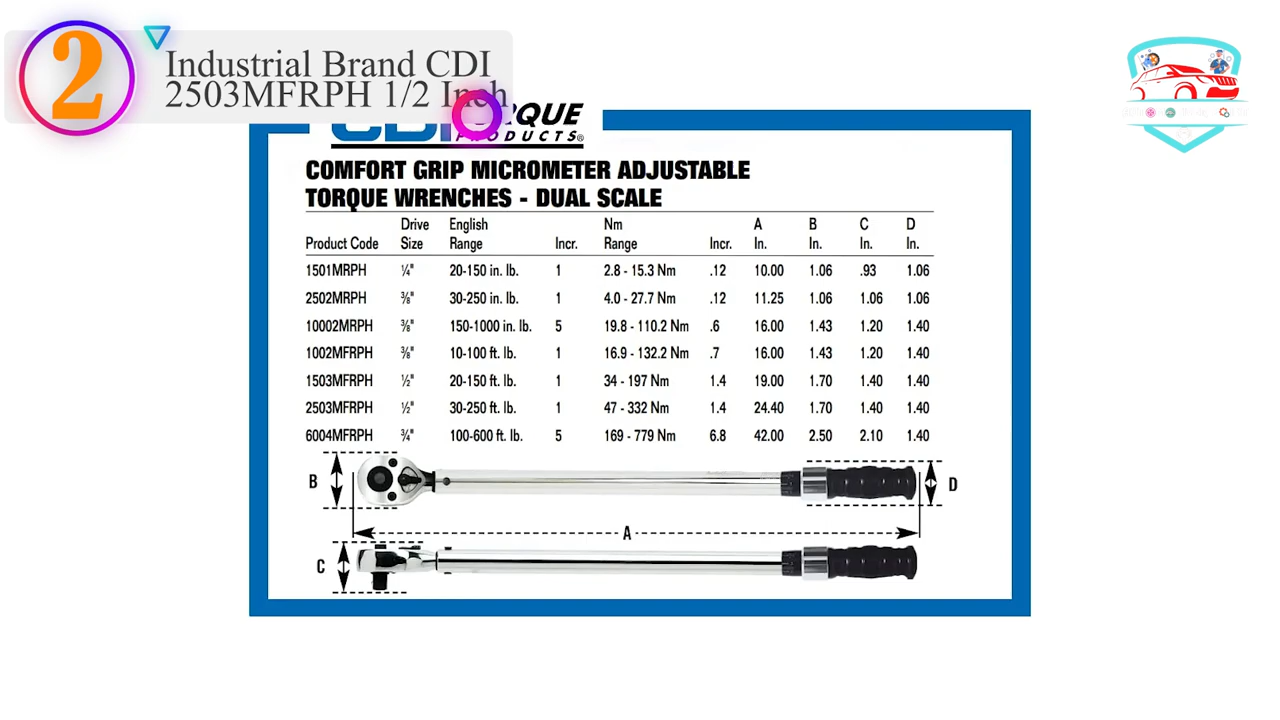 2
Industrial Brand CDI
2503MFRPH 1/2 Inch
CDI
PRODUCTS®
COMFORT GRIP MICROMETER ADJUSTABLE
TORQUE WRENCHES - DUAL SCALE
Drive English Nm A B C D
Product Code Size Range Incr. Range Incr. In. In. In. In.
1501MRPH ¼" 20-150 in. lb. 1 2.8 - 15.3 Nm .12 10.00 1.06 .93 1.06
2502MRPH ⅜" 30-250 in. lb. 1 4.0 - 27.7 Nm .12 11.25 1.06 1.06 1.06
10002MRPH ⅜" 150-1000 in. lb. 5 19.8 - 110.2 Nm .6 16.00 1.43 1.20 1.40
1002MFRPH ⅜" 10-100 ft. lb. 1 16.9 - 132.2 Nm .7 16.00 1.43 1.20 1.40
1503MFRPH ½" 20-150 ft. lb. 1 34 - 197 Nm 1.4 19.00 1.70 1.40 1.40
2503MFRPH ½" 30-250 ft. lb. 1 47 - 332 Nm 1.4 24.40 1.70 1.40 1.40
6004MFRPH ¾" 100-600 ft. lb. 5 169 - 779 Nm 6.8 42.00 2.50 2.10 1.40
B D
A
C